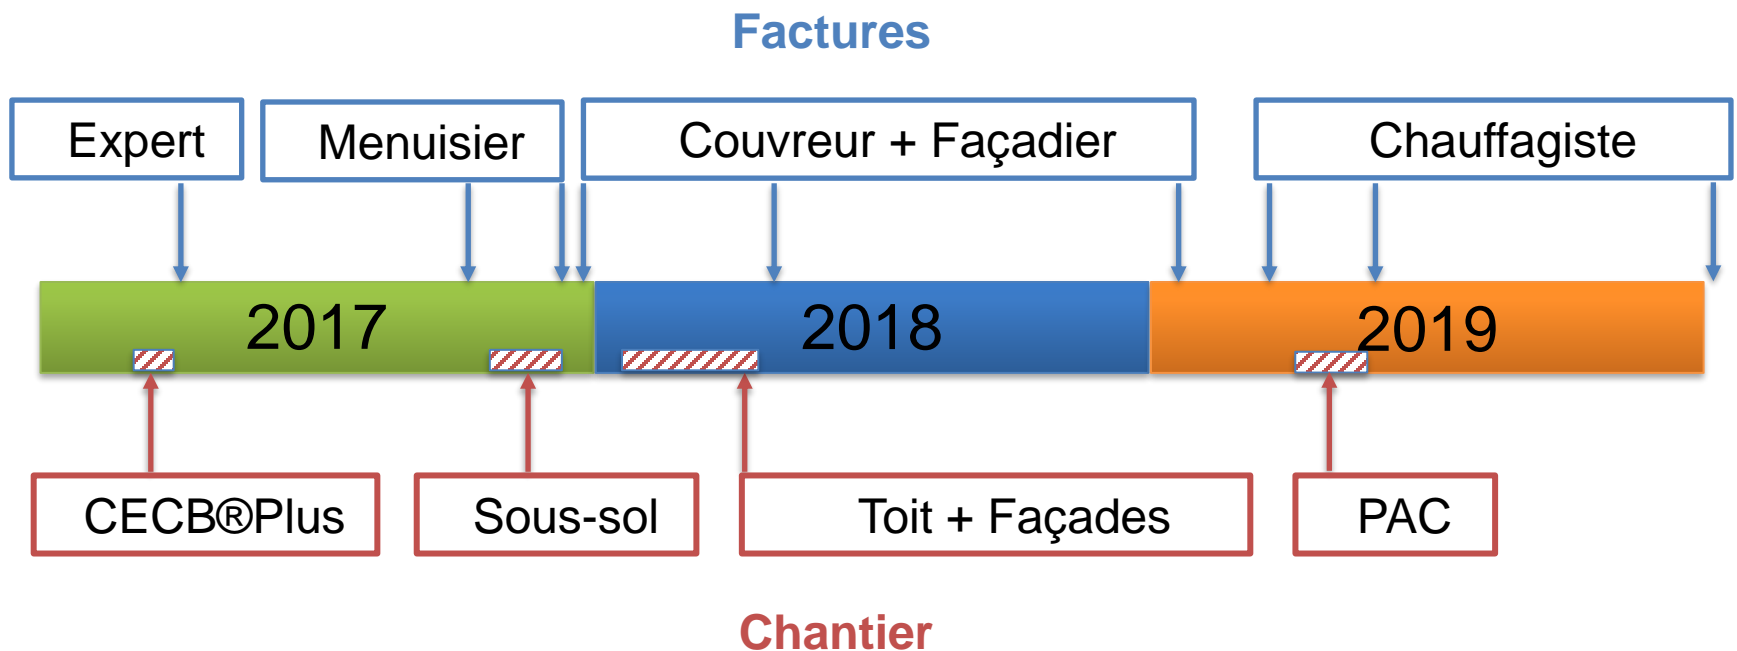 Factures
Expert
Menuisier
Couvreur + Façadier
Chauffagiste
2017
2018
2019
CECB®Plus
Sous-sol
Toit + Façades
PAC
Chantier